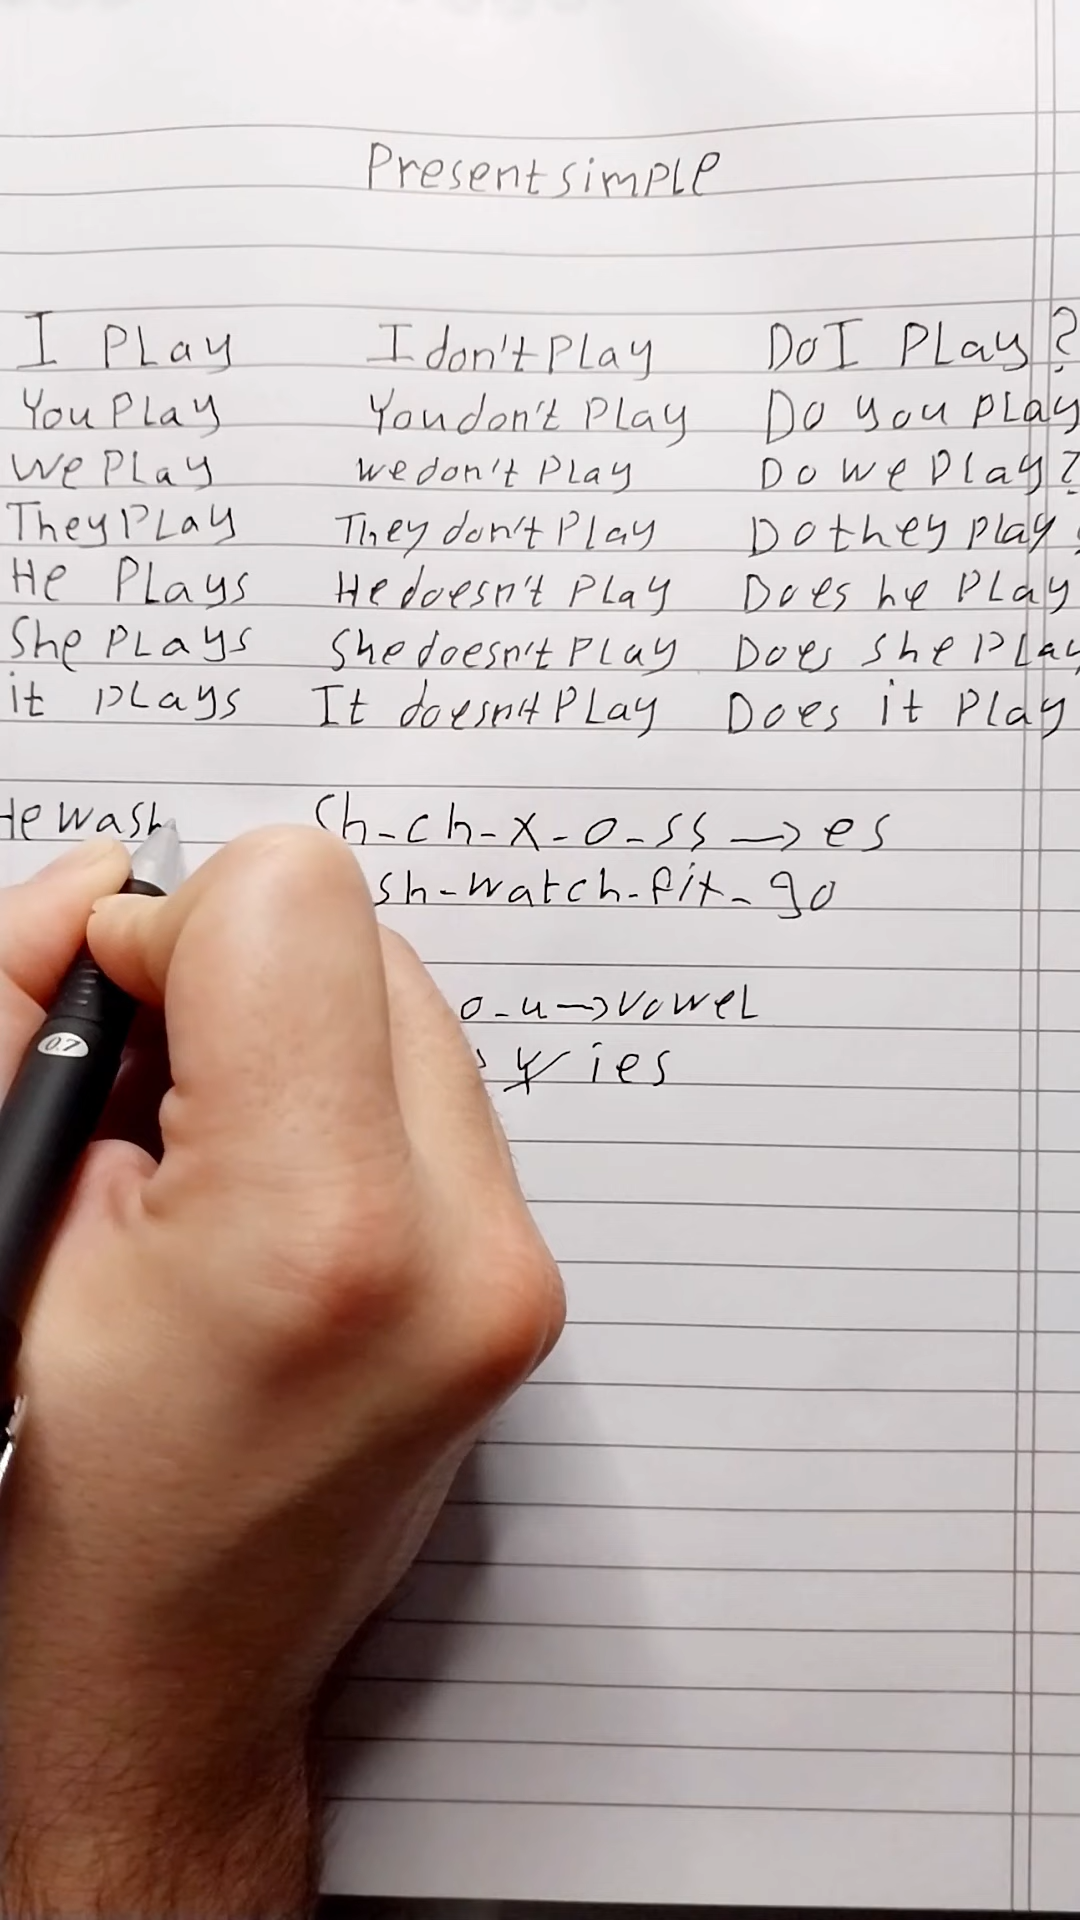 Present simple
I Play I don't Play Do I Play?
You Play You don't Play Do you play
we Play we don't Play Do we Play?
They Play They don't Play Do they play
He Plays He doesn't Play Does he Play
She Plays She doesn't Play Does she Play
it plays It doesn't Play Does it Play
He wash Sh-ch-x-o-ss → es
sh-watch-fix-go
o-u→vowel
y ies
0.7